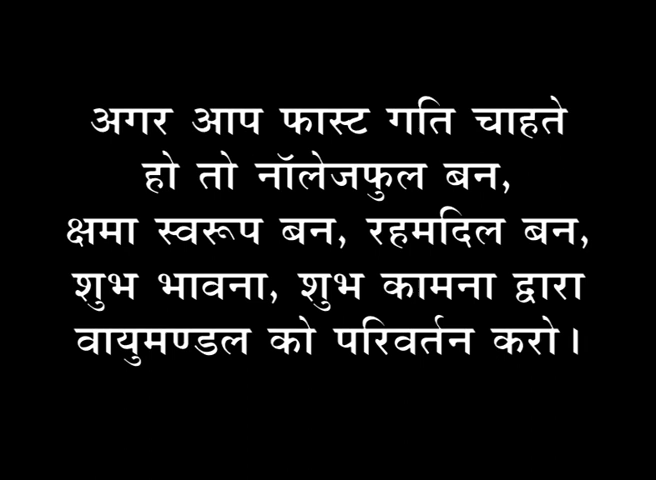 अगर आप फास्ट गति चाहते
हो तो नॉलेजफुल बन,
क्षमा स्वरूप बन, रहमदिल बन,
शुभ भावना, शुभ कामना द्वारा
वायुमण्डल को परिवर्तन करो।